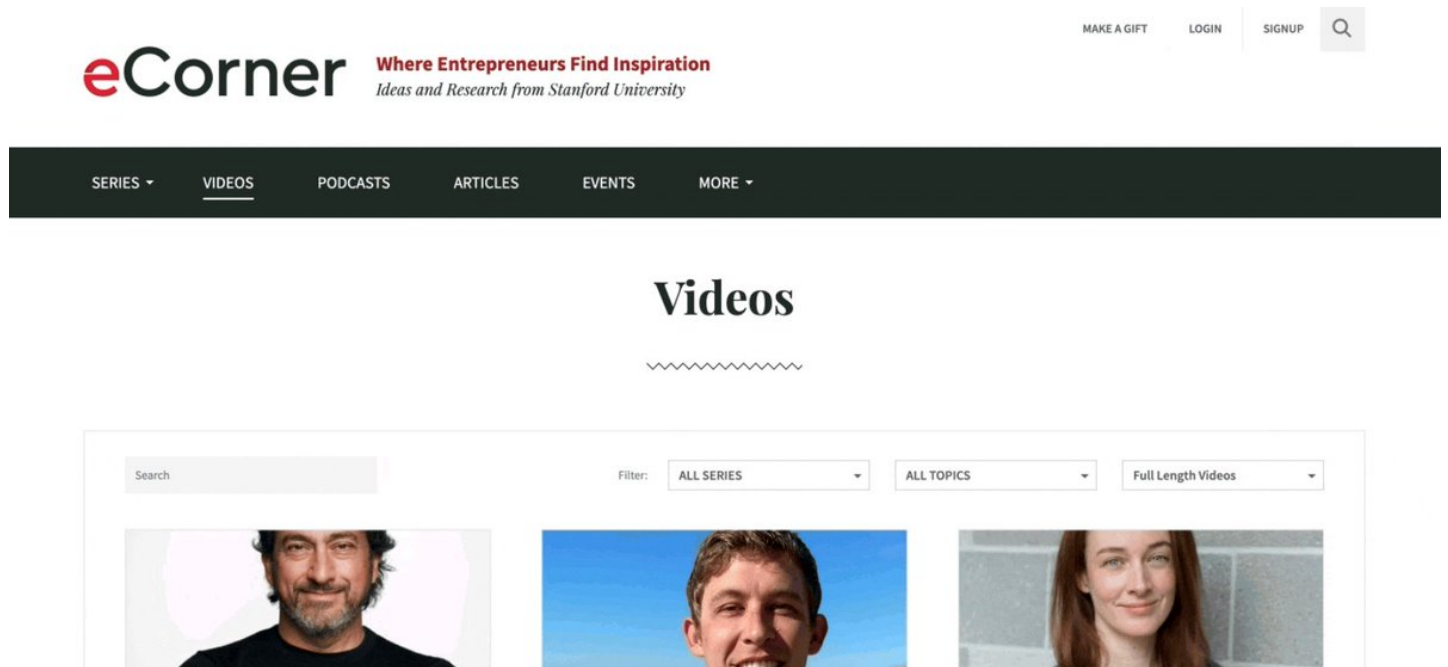 MAKE A GIFT LOGIN SIGNUP
eCorner
Where Entrepreneurs Find Inspiration
Ideas and Research from Stanford University
SERIES VIDEOS PODCASTS ARTICLES EVENTS MORE
Videos
Search Filter: ALL SERIES ALL TOPICS Full Length Videos